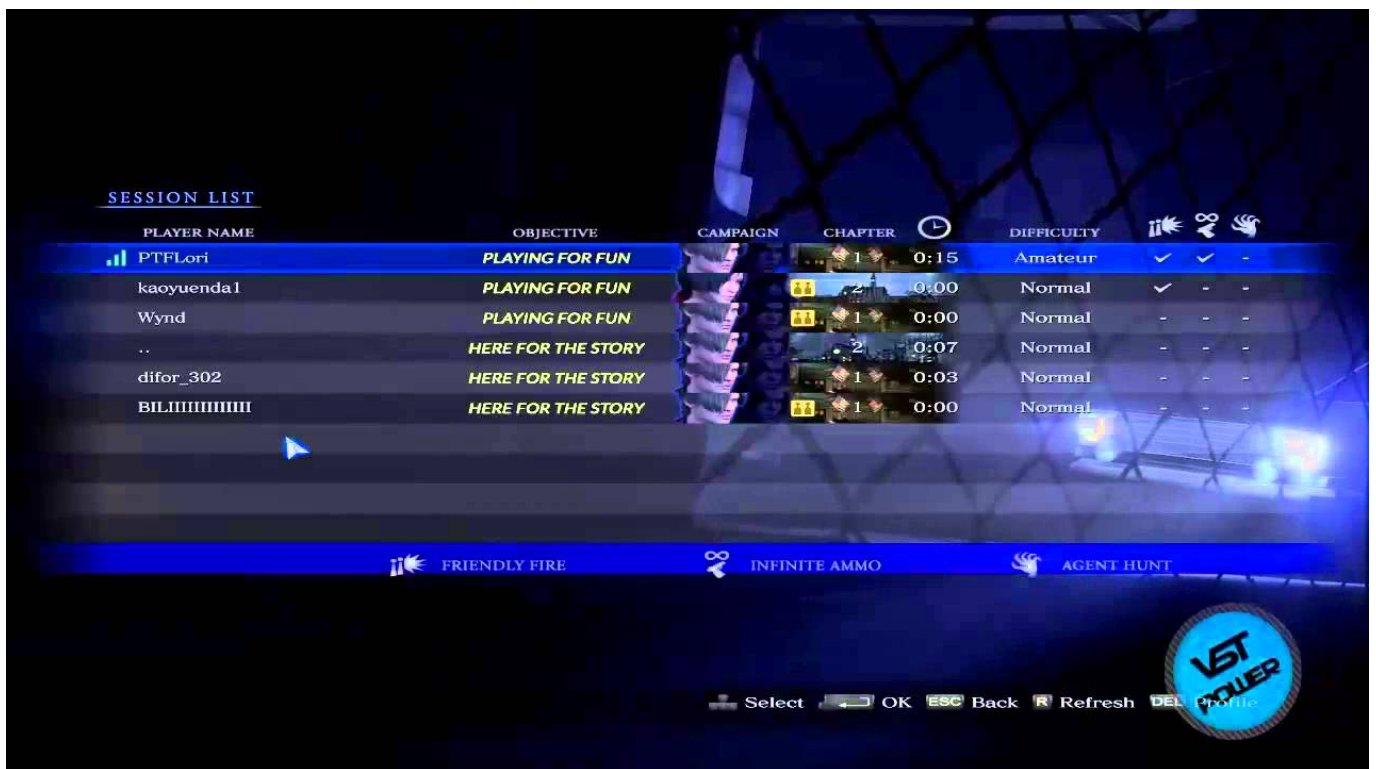 SESSION LIST
PLAYER NAME OBJECTIVE CAMPAIGN CHAPTER DIFFICULTY
PTFLori PLAYING FOR FUN 1 0:15 Amateur
kaoyuenda1 PLAYING FOR FUN 2 0:00 Normal
Wynd PLAYING FOR FUN 1 0:00 Normal
.. HERE FOR THE STORY 2 0:07 Normal
difor_302 HERE FOR THE STORY 1 0:03 Normal
HERE FOR THE STORY 1 0:00 Normal
FRIENDLY FIRE INFINITE AMMO AGENT HUNT
VGT
POWER
Select OK ESC Back R Refresh DEL Profile